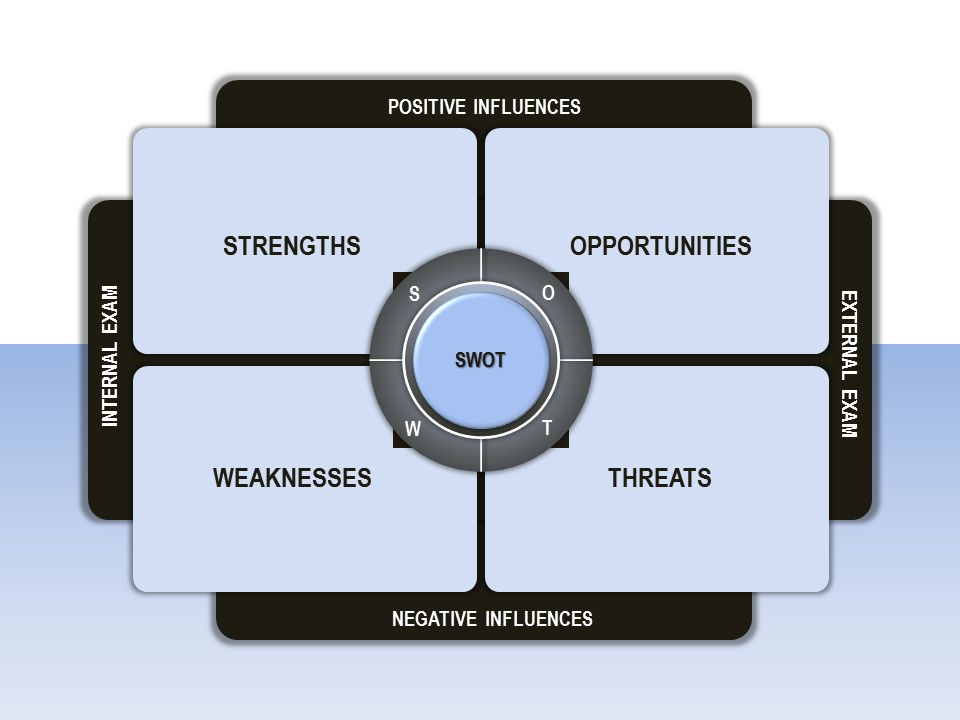 POSITIVE INFLUENCES
STRENGTHS
OPPORTUNITIES
INTERNAL EXAM
EXTERNAL EXAM
S
O
SWOT
W
T
WEAKNESSES
THREATS
NEGATIVE INFLUENCES